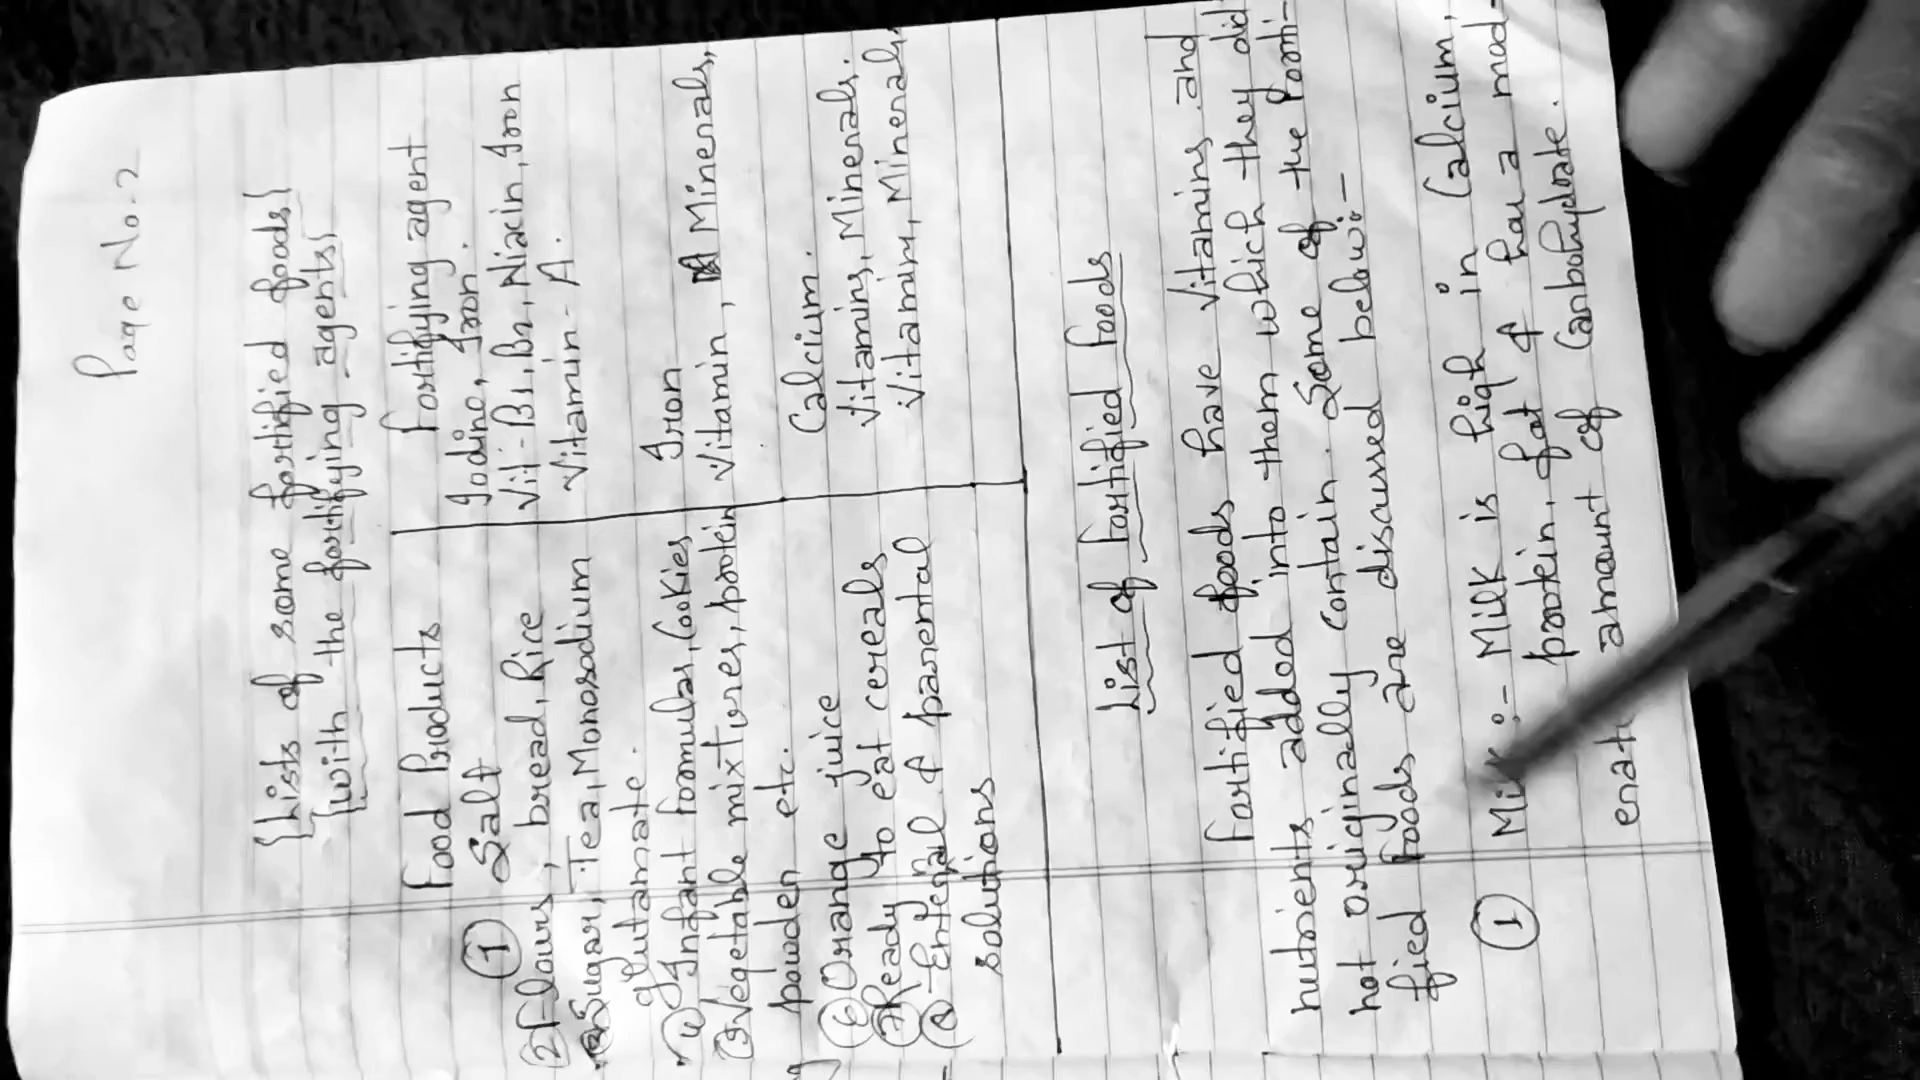 Page No. 2
{Lists of some fortified foods}
{with the fortifying agents}
Food Products Fortifying agent
① Salt Iodine, Iron.
② Flours, bread, Rice Vit-B1, B2, Niacin, Iron
③ Sugar, Tea, Monosodium Vitamin-A.
glutamate.
④ Infant formulas, Cookies Iron
⑤ Vegetable mixtures, protein Vitamin, Minerals,
powder etc.
⑥ Orange juice Calcium.
⑦ Ready to eat cereals Vitamins, Minerals.
⑧ Enteral & parental Vitamin, Minerals,
solutions
List of fortified foods
Fortified foods have vitamins and
nutrients added into them which they did
not originally contain. Some of the forti-
fied foods are discussed below:-
① :- Milk is high in Calcium,
protein, fat & has a mod-
amount of Carbohydrate.